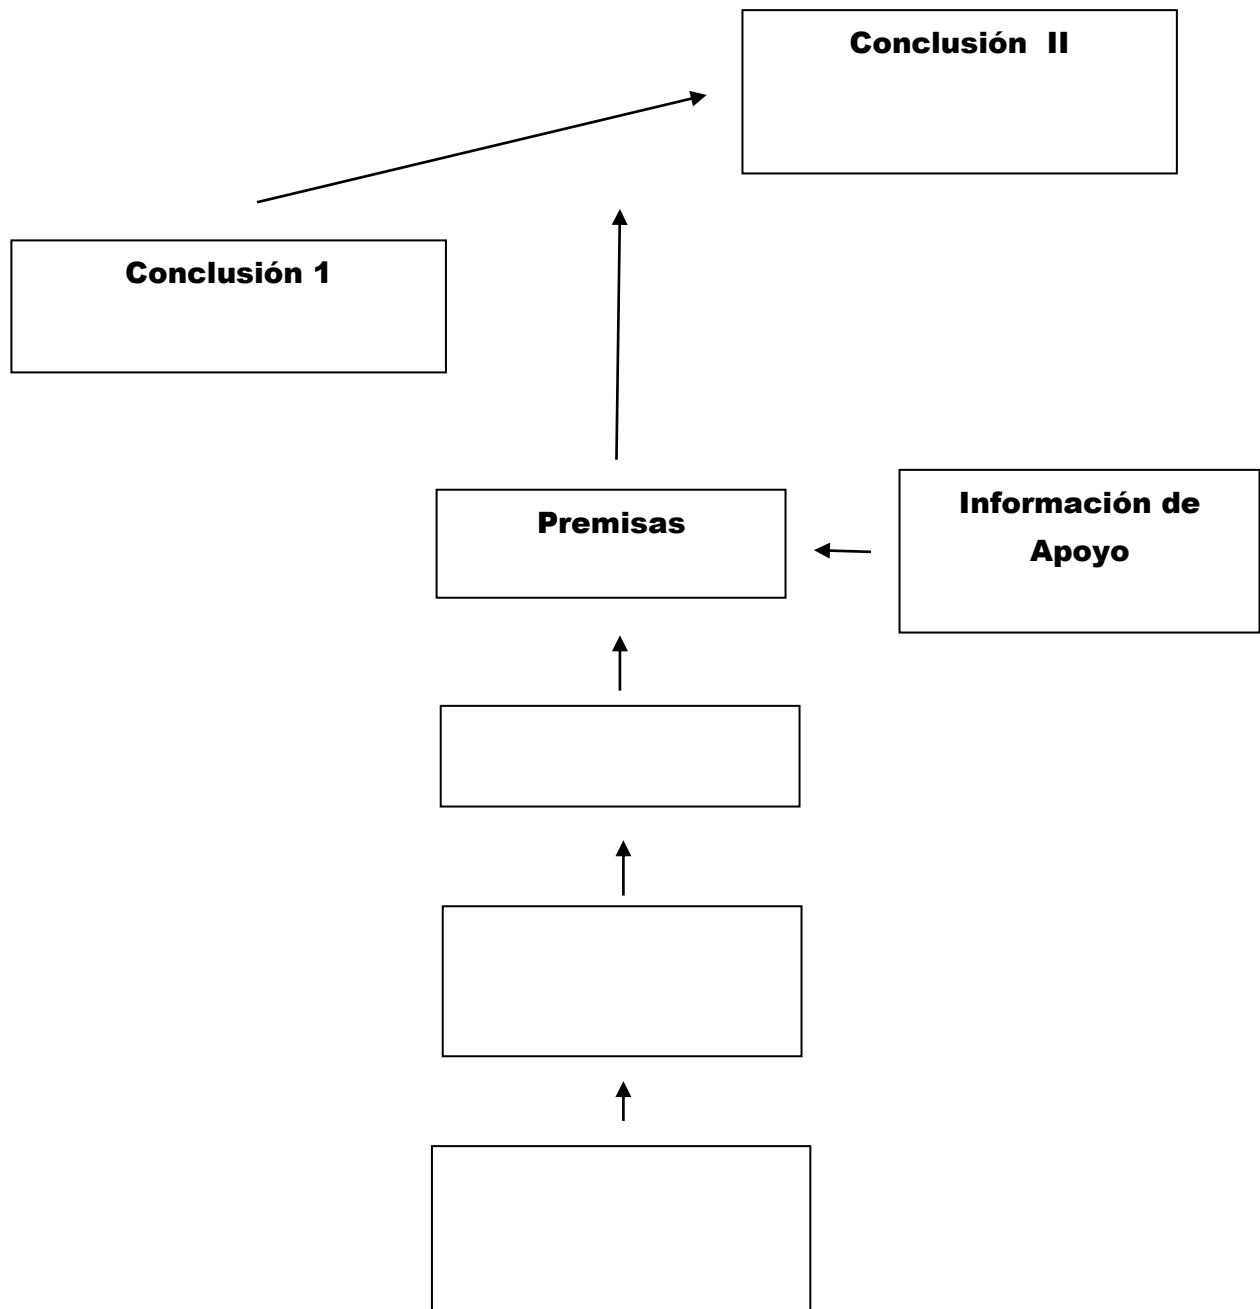 Conclusión  II
Conclusión 1
Premisas
Información de
Apoyo